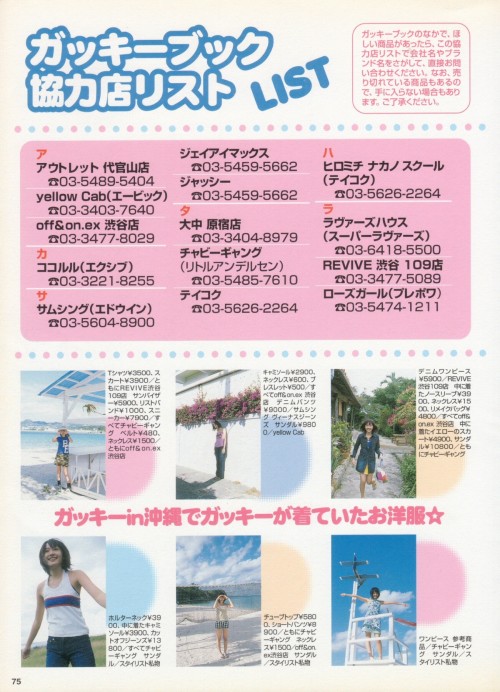 ガッキーブック
協力店リスト
LIST
ガッキーブックのなかで、ほ
しい商品があったら、この協
力店リストで会社名やブラ
ンド名をさがして、直接お問
い合わせください。なお、売
り切れている商品もあるの
で、手に入らない場合もあり
ます。ご了承ください。
ア
アウトレット 代官山店
☎03-5489-5404
yellow Cab(エービック)
☎03-3403-7640
off&on.ex 渋谷店
☎03-3477-8029
カ
ココルル(エクシブ)
☎03-3221-8255
サ
サムシング(エドウイン)
☎03-5604-8900
ジェイアイマックス
☎03-5459-5662
ジャッシー
☎03-5459-5662
タ
大中 原宿店
☎03-3404-8979
チャビーギャング
(リトルアンデルセン)
☎03-5485-7610
テイコク
☎03-5626-2264
ハ
ヒロミチ ナカノ スクール
(テイコク)
☎03-5626-2264
ラ
ラヴァーズハウス
(スーパーラヴァーズ)
☎03-6418-5500
REVIVE 渋谷 109店
☎03-3477-5089
ローズガール(プレポワ)
☎03-5474-1211
Tシャツ¥3500、ス
カート¥3900／と
もにREVIVE渋谷
109店 サンバイザ
ー¥5900、リストバ
ンド¥1000、スニ
ーカー¥7900／す
べてチャビーギャン
グ ベルト¥480、
ネックレス¥1500／
ともにoff&on.ex
渋谷店
キャミソール¥2900、
ネックレス¥600、ブ
レスレット¥500／す
べてoff&on.ex 渋谷
店 デニムパンツ
¥9000／サムシン
グ ヴィーナスジーン
ズ サンダル¥980
0／yellow Cab
デニムワンピース
¥5900／REVIVE
渋谷109店 中に着
たノースリーブ¥39
00、ネックレス¥15
00、リメイクバッグ¥
4800／すべてoff&
on.ex 渋谷店 中に
着たイエローのスカ
ート¥4900、サンダ
ル¥10800／とも
にチャビーギャング
ガッキーin沖縄でガッキーが着ていたお洋服☆
ホルターネック¥39
00、中に着たキャミ
ソール¥3900、カッ
トオフジーンズ¥13
800／すべてチャビ
ーギャング サンダ
ル／スタイリスト私物
チューブトップ¥580
0、ショートパンツ¥8
900／ともにチャビ
ーギャング ネックレ
ス¥1500／off&on.
ex渋谷店 サンダル
／スタイリスト私物
ワンピース 参考商
品／チャビーギャン
グ サンダル／ス
タイリスト私物
75